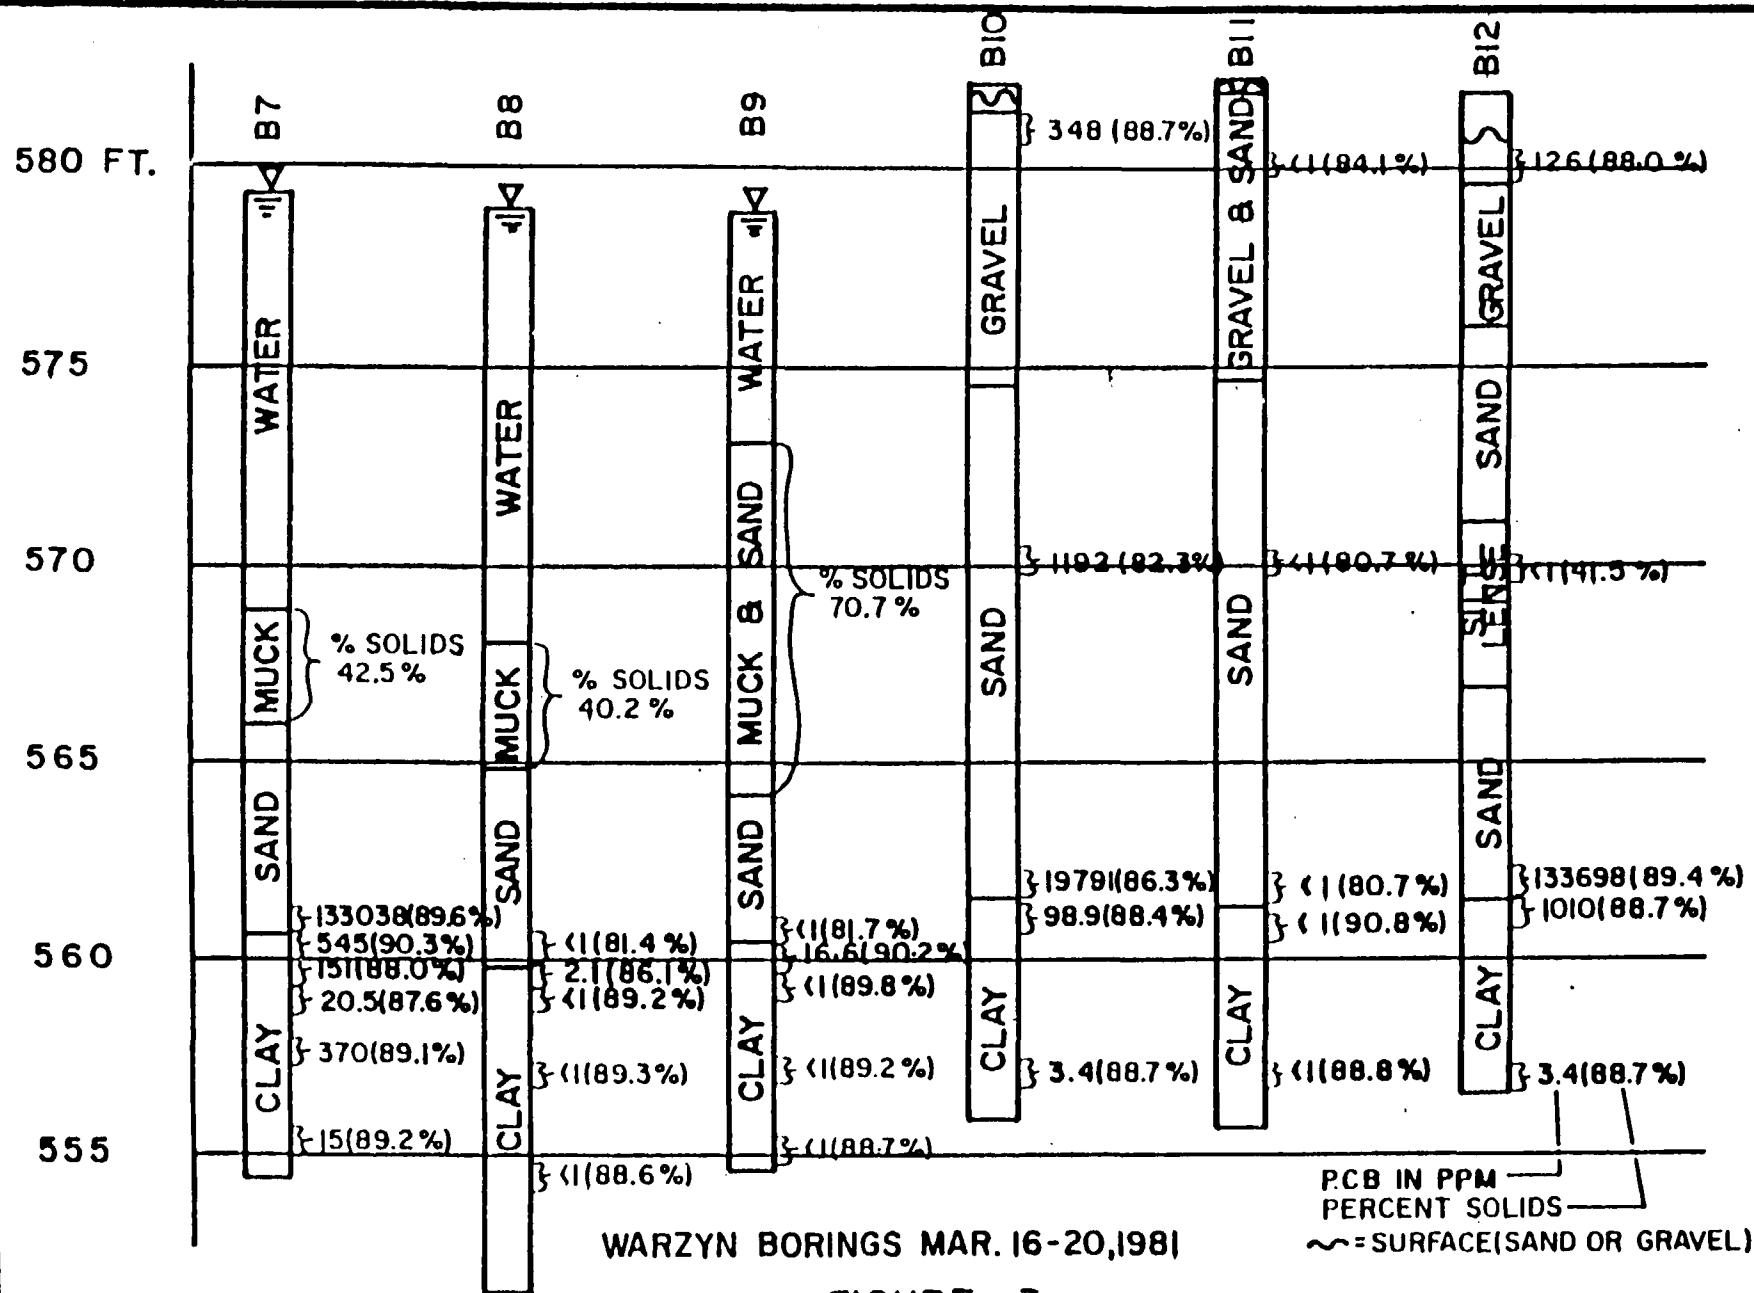 B7
B8
B9
B10
B11
B12
580 FT.
575
570
565
560
555
WATER
MUCK
SAND
CLAY
% SOLIDS
42.5%
133038(89.6%)
545(90.3%)
151(88.0%)
20.5(87.6%)
370(89.1%)
15(89.2%)
WATER
MUCK
SAND
CLAY
% SOLIDS
40.2%
<1(81.4%)
2.1(86.1%)
<1(89.2%)
<1(89.3%)
<1(88.6%)
WATER
MUCK & SAND
SAND
CLAY
% SOLIDS
70.7%
<1(81.7%)
16.6(90.2%
<1(89.8%)
<1(89.2%)
<1(88.7%)
GRAVEL
SAND
CLAY
348(88.7%)
1192(82.3%)
19791(86.3%)
98.9(88.4%)
3.4(88.7%)
GRAVEL & SAND
SAND
CLAY
<1(84.1%)
<1(80.7%)
<1(80.7%)
<1(90.8%)
<1(88.8%)
GRAVEL
SAND
LENSE
SAND
CLAY
126(88.0%)
<1(41.5%)
133698(89.4%)
1010(88.7%)
3.4(88.7%)
P.CB IN PPM
PERCENT SOLIDS
=SURFACE(SAND OR GRAVEL)
WARZYN BORINGS MAR. 16-20,1981